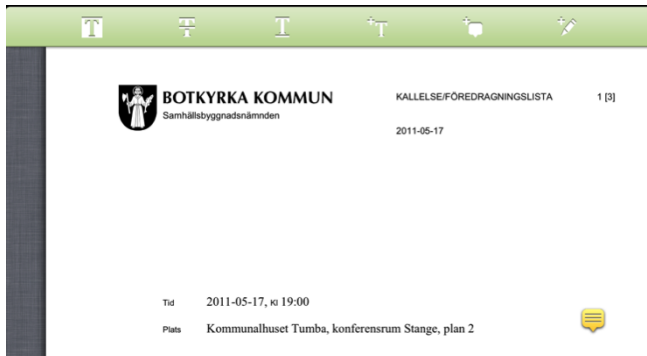 BOTKYRKA KOMMUN
Samhällsbyggnadsnämnden
KALLELSE/FÖREDRAGNINGSLISTA 1 [3]
2011-05-17
Tid 2011-05-17, Kl 19:00
Plats Kommunalhuset Tumba, konferensrum Stange, plan 2